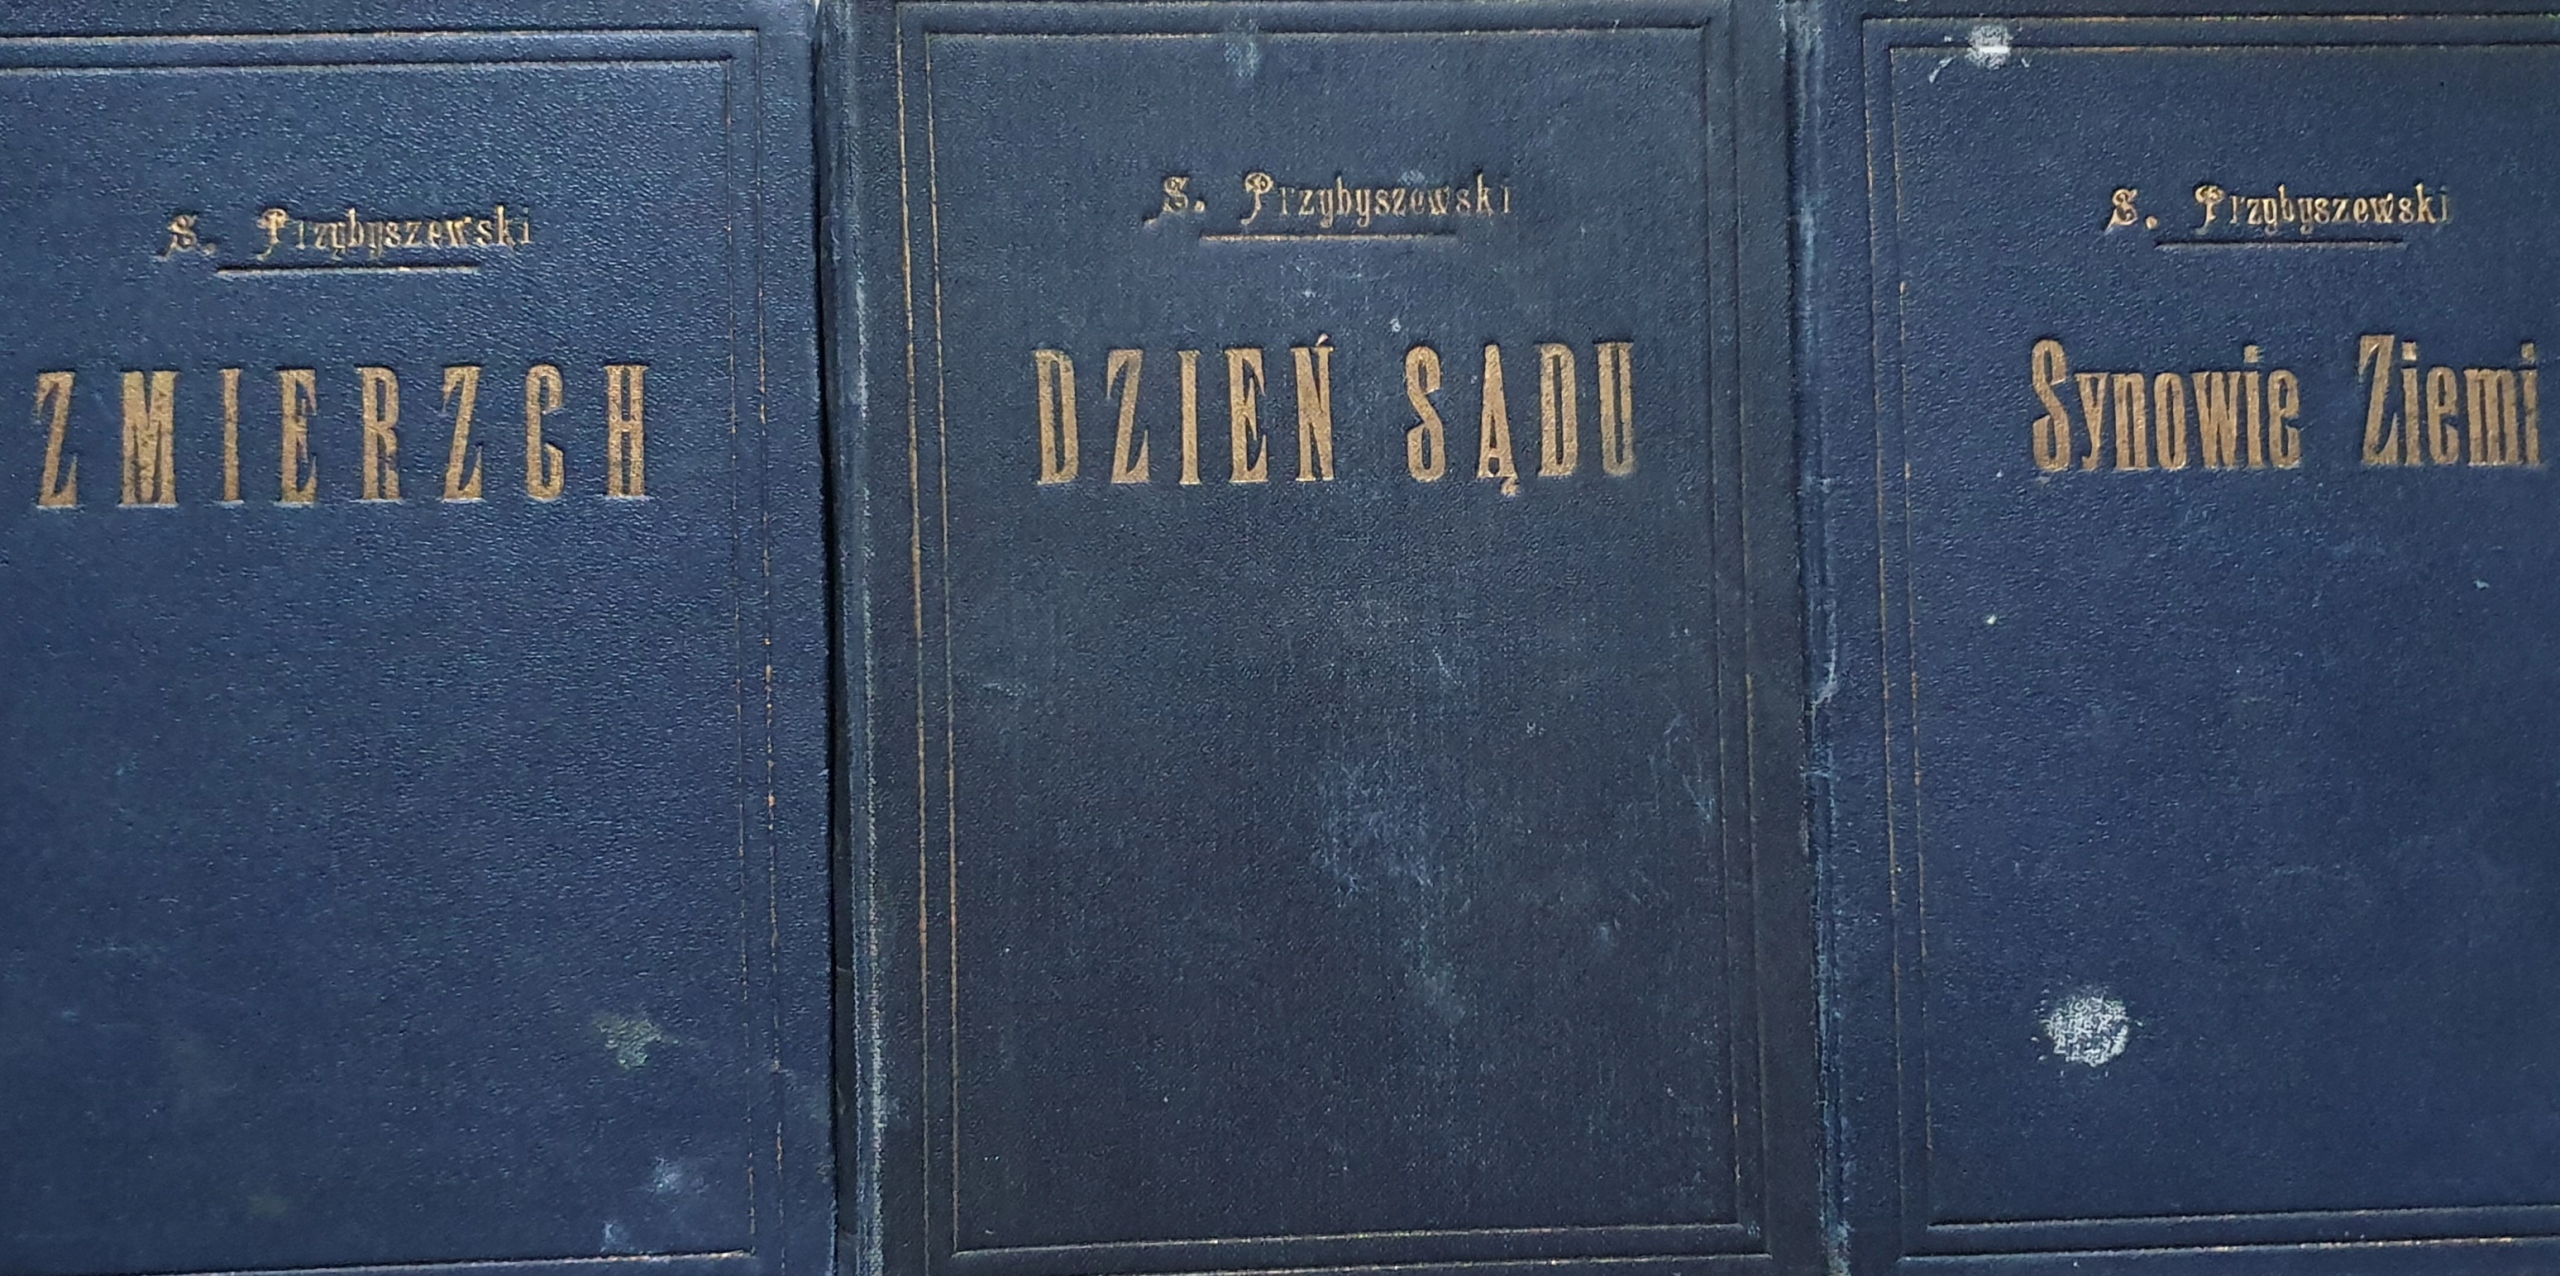 S. Przybyszewski
ZMIERZCH
S. Przybyszewski
DZIEŃ SĄDU
S. Przybyszewski
Synowie Ziemi